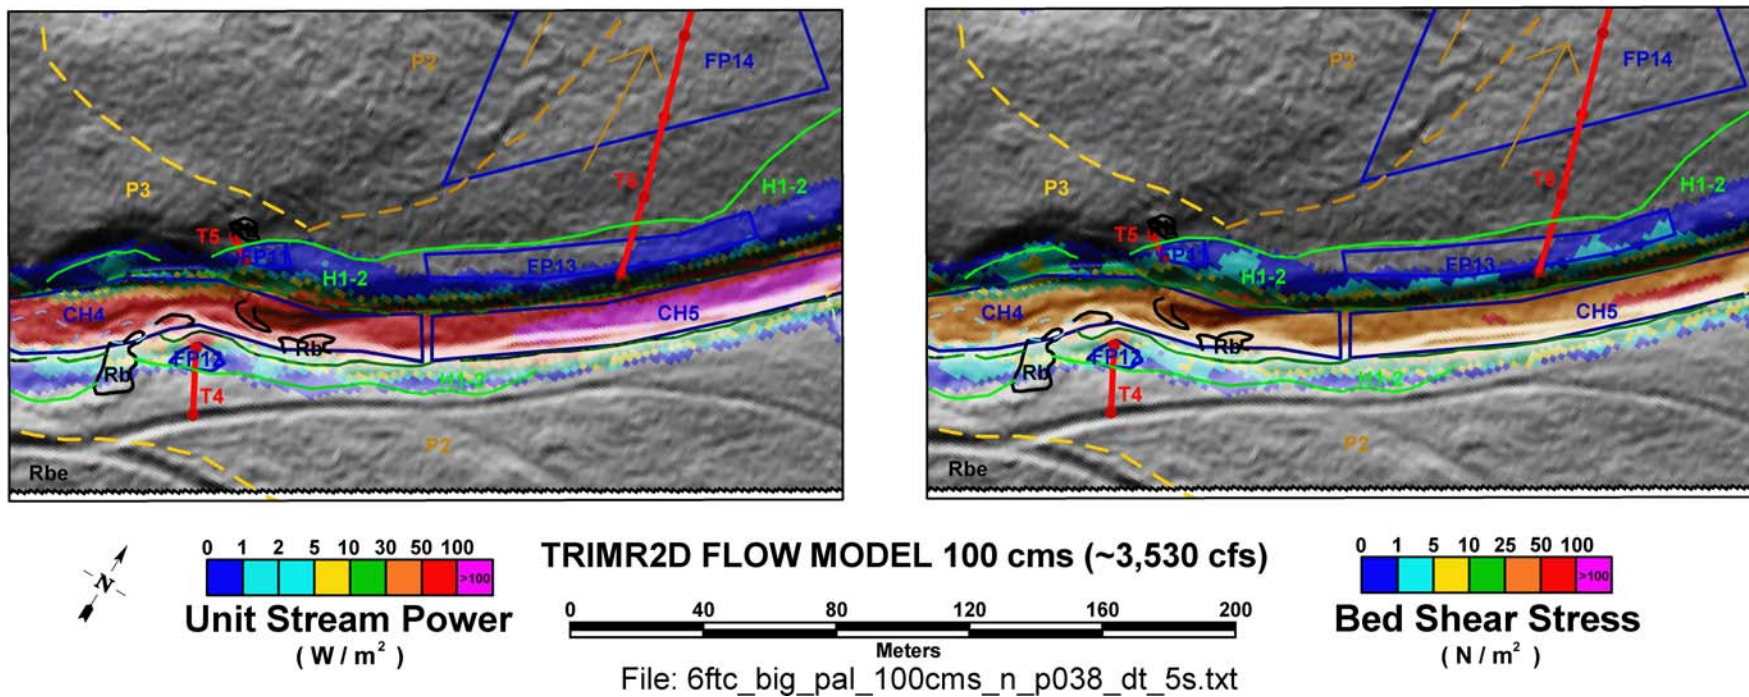 P2
FP14
P3
T6
H1-2
T5
FP11
H1-2
FP13
CH4
CH5
Rb
FP12
Rb
H1-2
T4
P2
Rbe
P2
FP14
P3
T6
H1-2
T5
FP11
H1-2
FP13
CH4
CH5
Rb
FP12
Rb
H1-2
T4
P2
Rbe
N
0 1 2 5 10 30 50 100
>100
Unit Stream Power
( W / m² )
TRIMR2D FLOW MODEL 100 cms (~3,530 cfs)
0 40 80 120 160 200
Meters
File: 6ftc_big_pal_100cms_n_p038_dt_5s.txt
0 1 5 10 25 50 100
>100
Bed Shear Stress
( N / m² )